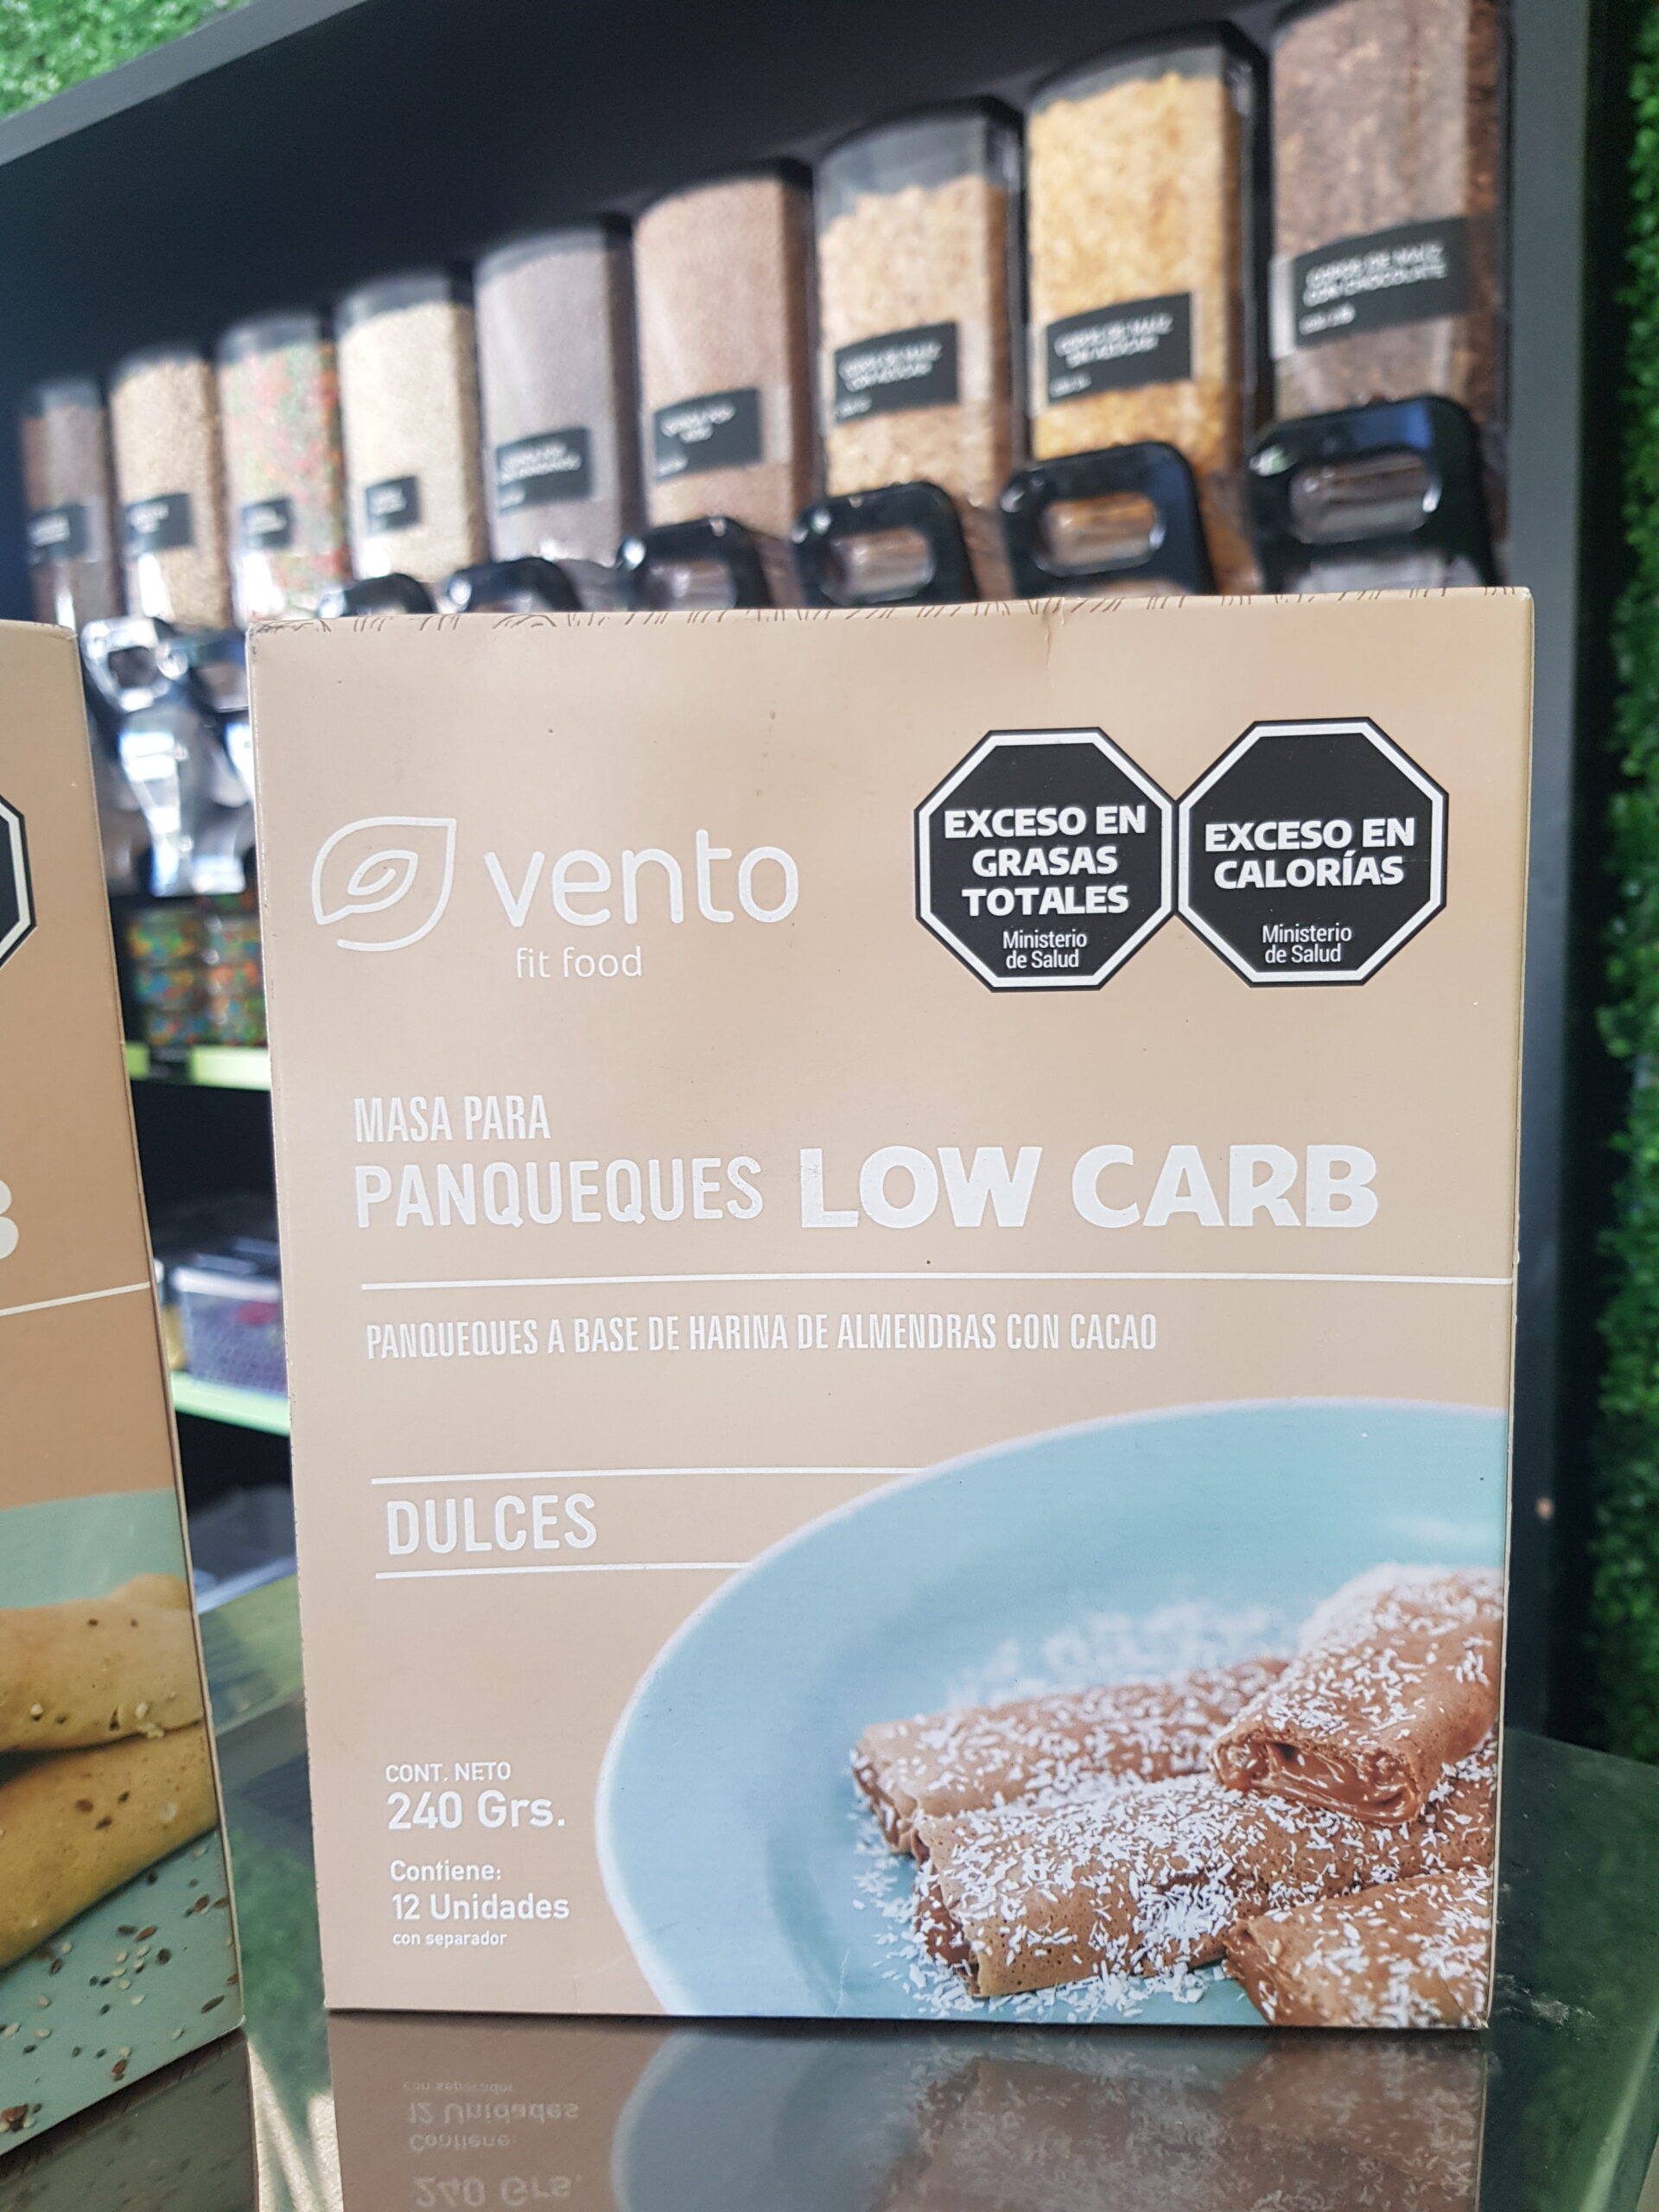 vento
fit food
EXCESO EN
GRASAS
TOTALES
Ministerio
de Salud
EXCESO EN
CALORÍAS
Ministerio
de Salud
MASA PARA
PANQUEQUES LOW CARB
PANQUEQUES A BASE DE HARINA DE ALMENDRAS CON CACAO
DULCES
CONT. NETO
240 Grs.
Contiene:
12 Unidades
con separador